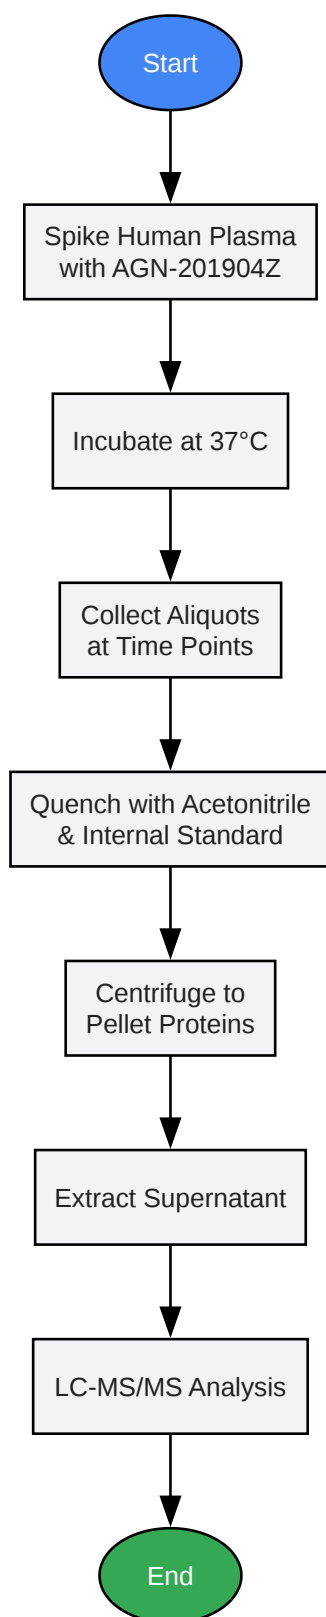 Start
Spike Human Plasma
with AGN-201904Z
Incubate at 37°C
Collect Aliquots
at Time Points
Quench with Acetonitrile
& Internal Standard
Centrifuge to
Pellet Proteins
Extract Supernatant
LC-MS/MS Analysis
End